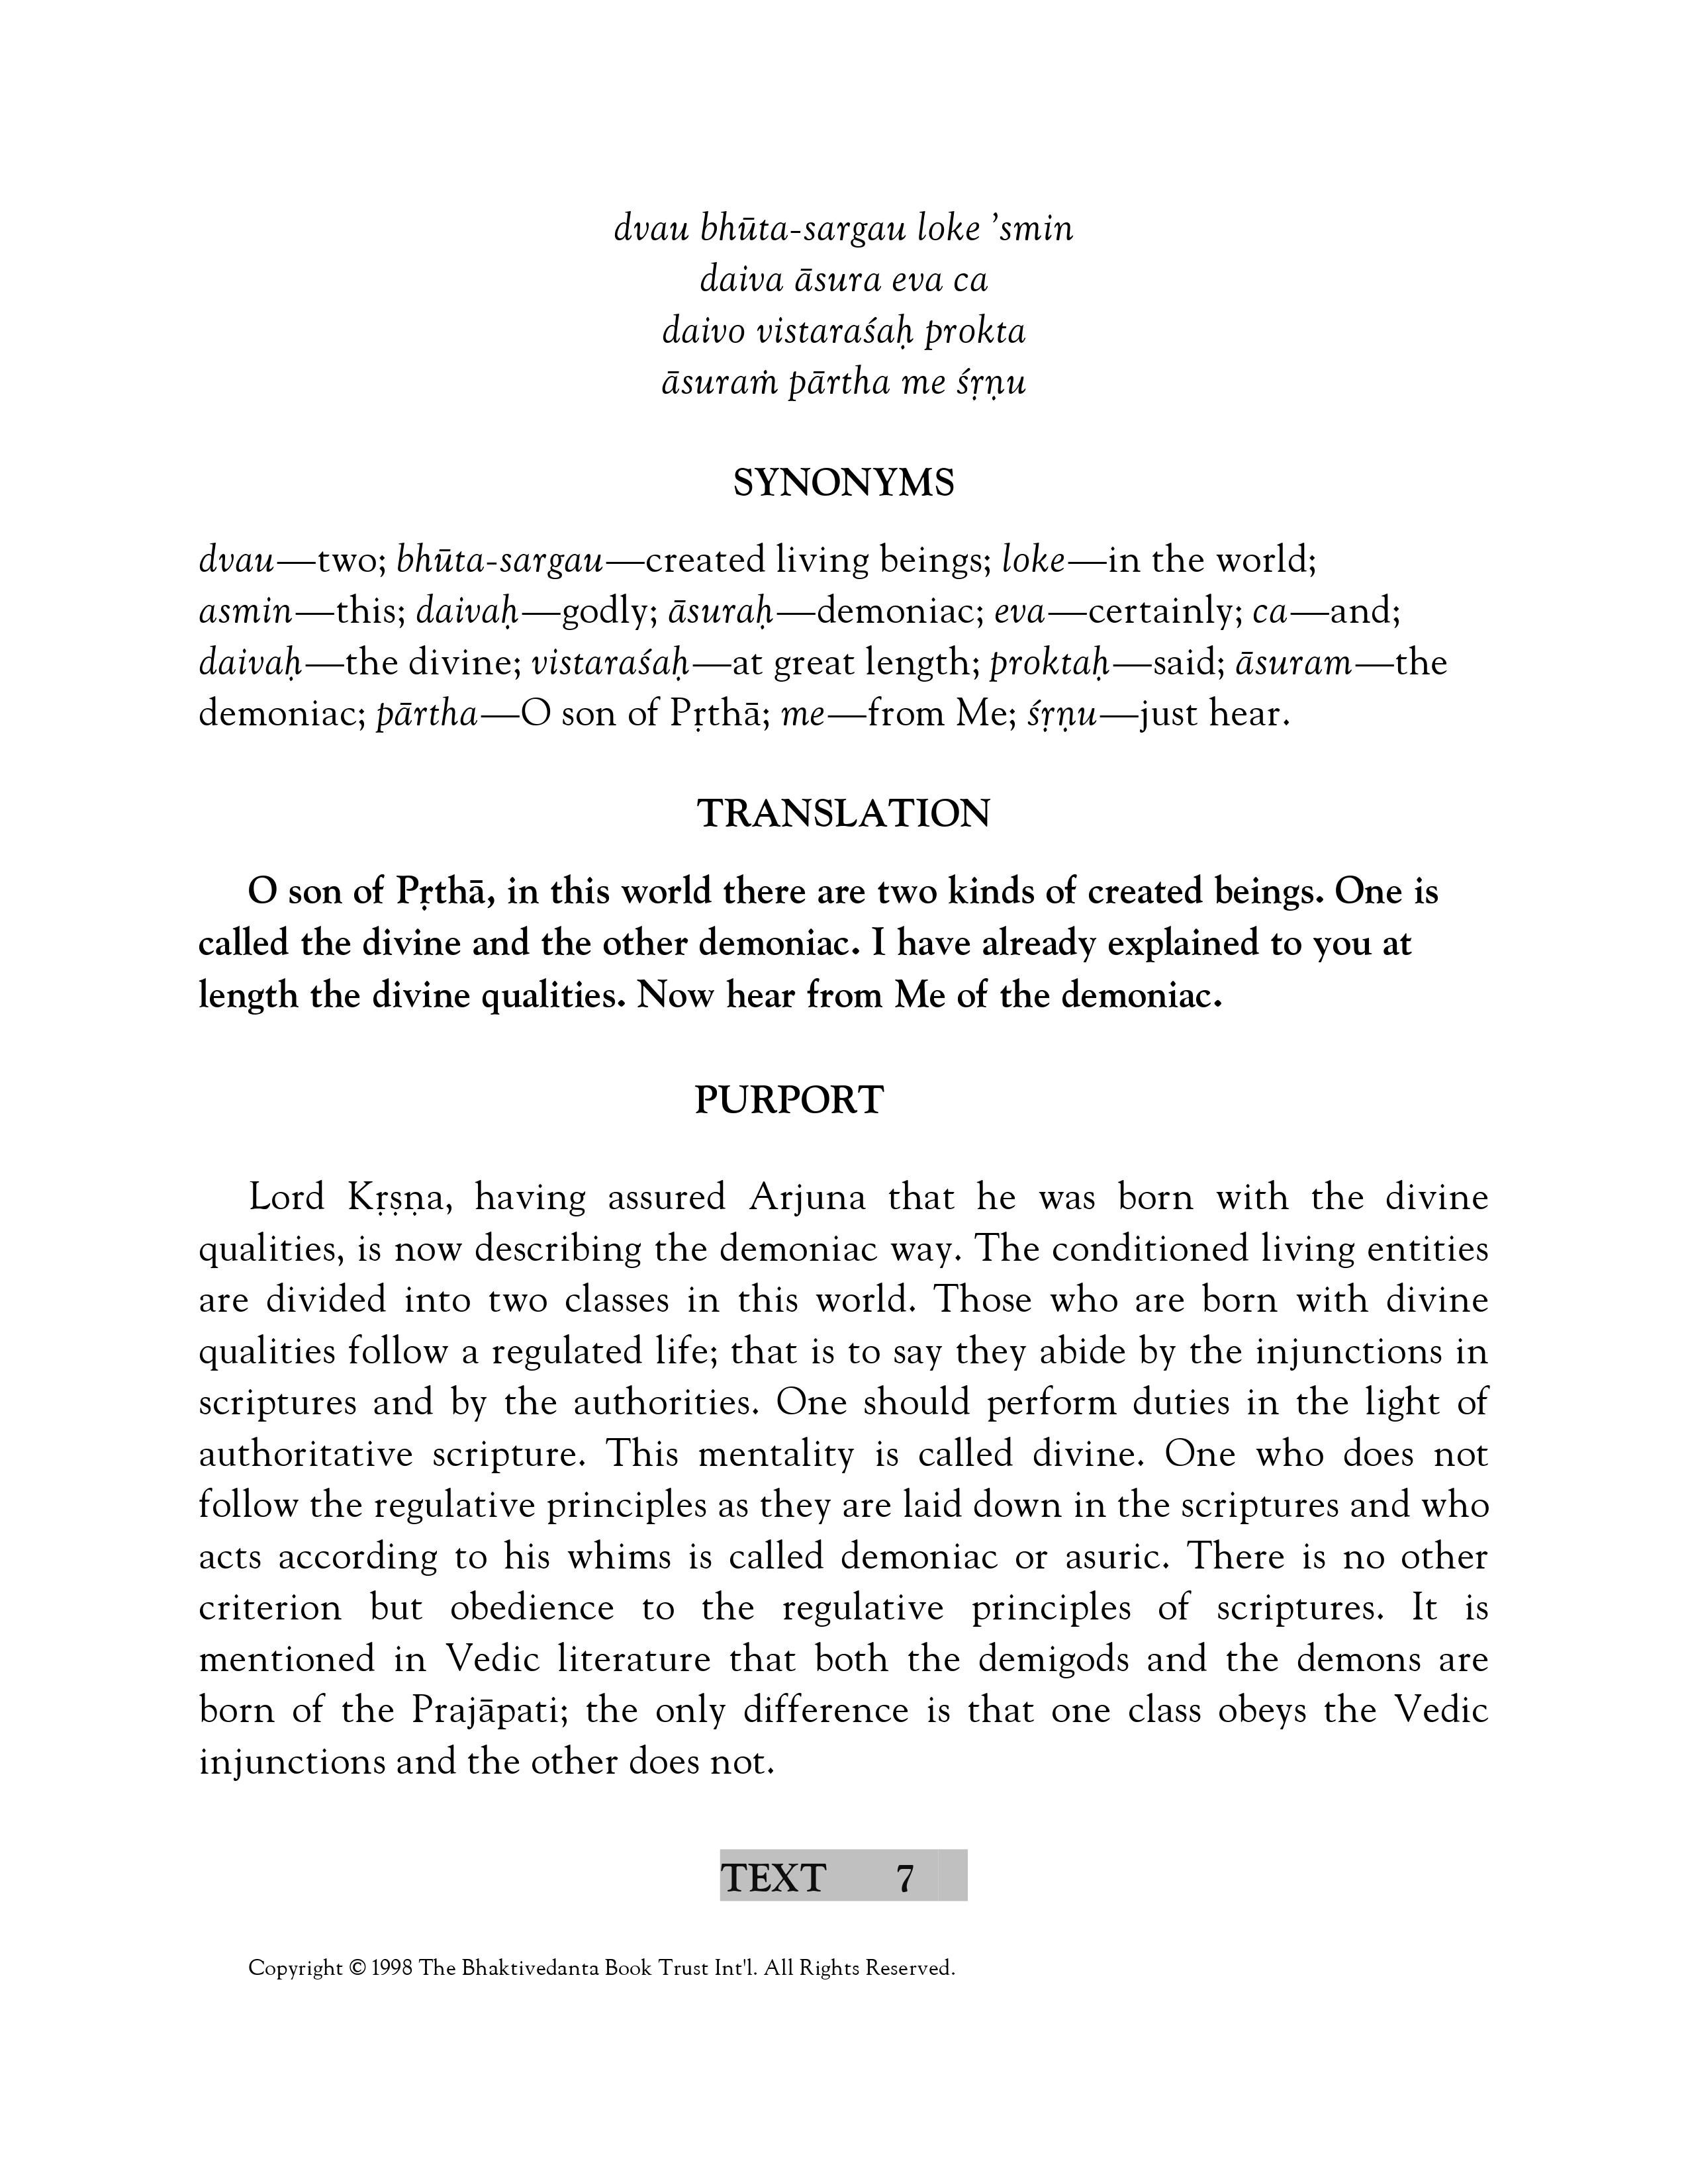 dvau bhūta-sargau loke ’smin
daiva āsura eva ca
daivo vistaraśaḥ prokta
āsuraṁ pārtha me śṛṇu
SYNONYMS
dvau—two; bhūta-sargau—created living beings; loke—in the world;
asmin—this; daivaḥ—godly; āsuraḥ—demoniac; eva—certainly; ca—and;
daivaḥ—the divine; vistaraśaḥ—at great length; proktaḥ—said; āsuram—the
demoniac; pārtha—O son of Pṛthā; me—from Me; śṛṇu—just hear.
TRANSLATION
O son of Pṛthā, in this world there are two kinds of created beings. One is
called the divine and the other demoniac. I have already explained to you at
length the divine qualities. Now hear from Me of the demoniac.
PURPORT
Lord Kṛṣṇa, having assured Arjuna that he was born with the divine
qualities, is now describing the demoniac way. The conditioned living entities
are divided into two classes in this world. Those who are born with divine
qualities follow a regulated life; that is to say they abide by the injunctions in
scriptures and by the authorities. One should perform duties in the light of
authoritative scripture. This mentality is called divine. One who does not
follow the regulative principles as they are laid down in the scriptures and who
acts according to his whims is called demoniac or asuric. There is no other
criterion but obedience to the regulative principles of scriptures. It is
mentioned in Vedic literature that both the demigods and the demons are
born of the Prajāpati; the only difference is that one class obeys the Vedic
injunctions and the other does not.
TEXT 7
Copyright © 1998 The Bhaktivedanta Book Trust Int'l. All Rights Reserved.